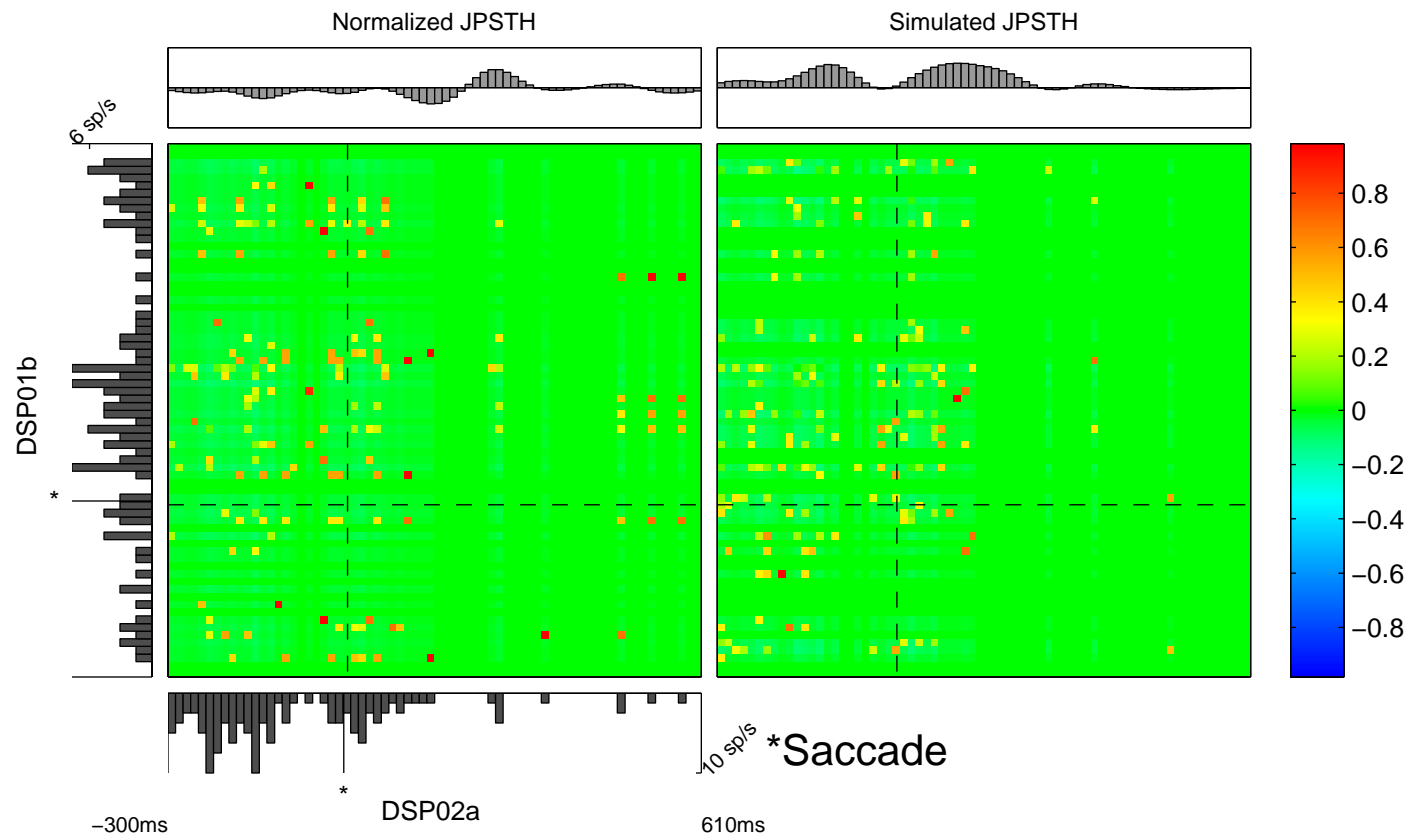 Normalized JPSTH
Simulated JPSTH
6 sp/s
DSP01b
*
0.8
0.6
0.4
0.2
0
−0.2
−0.4
−0.6
−0.8
10 sp/s
*Saccade
*
DSP02a
−300ms
610ms